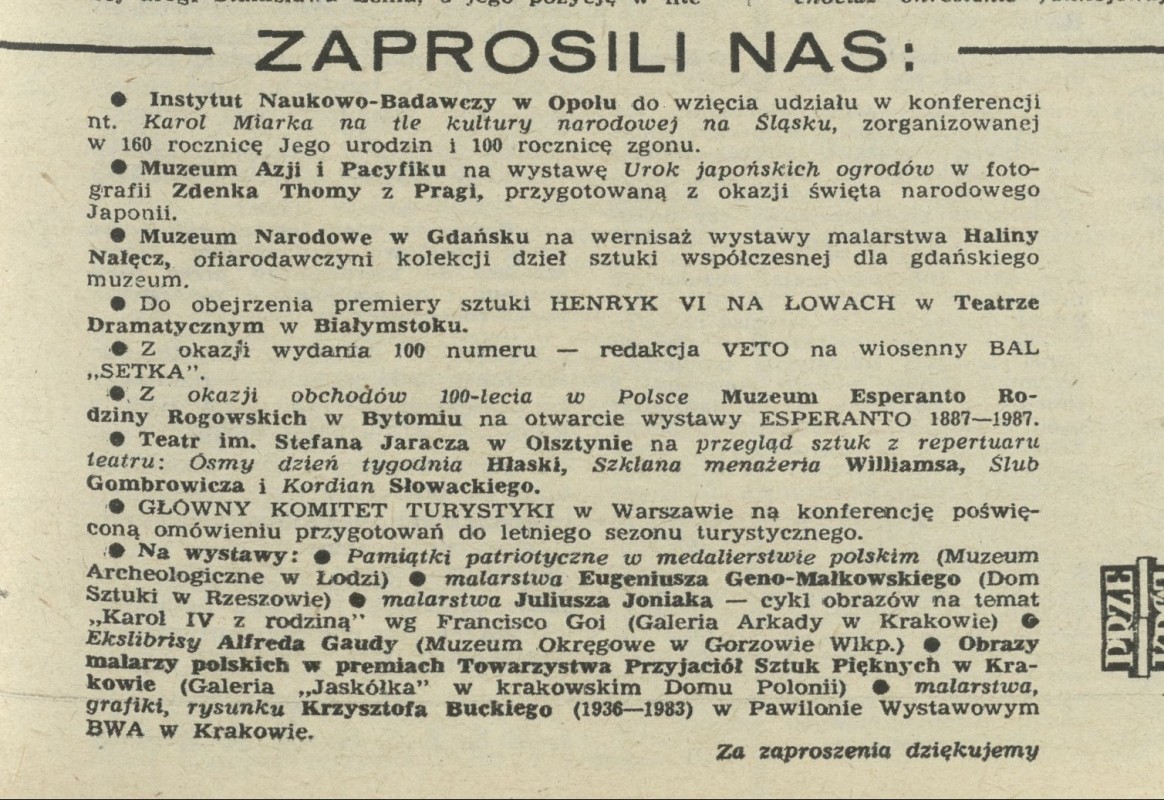 ZAPROSILI NAS:
● Instytut Naukowo-Badawczy w Opolu do wzięcia udziału w konferencji
nt. Karol Miarka na tle kultury narodowej na Śląsku, zorganizowanej
w 160 rocznicę Jego urodzin i 100 rocznicę zgonu.
● Muzeum Azji i Pacyfiku na wystawę Urok japońskich ogrodów w foto-
grafii Zdenka Thomy z Pragi, przygotowaną z okazji święta narodowego
Japonii.
● Muzeum Narodowe w Gdańsku na wernisaż wystawy malarstwa Haliny
Nałęcz, ofiarodawczyni kolekcji dzieł sztuki współczesnej dla gdańskiego
muzeum.
● Do obejrzenia premiery sztuki HENRYK VI NA ŁOWACH w Teatrze
Dramatycznym w Białymstoku.
● Z okazji wydania 100 numeru — redakcja VETO na wiosenny BAL
„SETKA”.
● Z okazji obchodów 100-lecia w Polsce Muzeum Esperanto Ro-
dziny Rogowskich w Bytomiu na otwarcie wystawy ESPERANTO 1887—1987.
● Teatr im. Stefana Jaracza w Olsztynie na przegląd sztuk z repertuaru
teatru: Ósmy dzień tygodnia Hłaski, Szklana menażeria Williamsa, Ślub
Gombrowicza i Kordian Słowackiego.
● GŁÓWNY KOMITET TURYSTYKI w Warszawie na konferencję poświę-
coną omówieniu przygotowań do letniego sezonu turystycznego.
● Na wystawy: ● Pamiątki patriotyczne w medalierstwie polskim (Muzeum
Archeologiczne w Łodzi) ● malarstwa Eugeniusza Geno-Małkowskiego (Dom
Sztuki w Rzeszowie) ● malarstwa Juliusza Joniaka — cykl obrazów na temat
„Karol IV z rodziną” wg Francisco Goi (Galeria Arkady w Krakowie) ●
Ekslibrisy Alfreda Gaudy (Muzeum Okręgowe w Gorzowie Wlkp.) ● Obrazy
malarzy polskich w premiach Towarzystwa Przyjaciół Sztuk Pięknych w Kra-
kowie (Galeria „Jaskółka” w krakowskim Domu Polonii) ● malarstwa,
grafiki, rysunku Krzysztofa Buckiego (1936—1983) w Pawilonie Wystawowym
BWA w Krakowie.
Za zaproszenia dziękujemy
PRZE